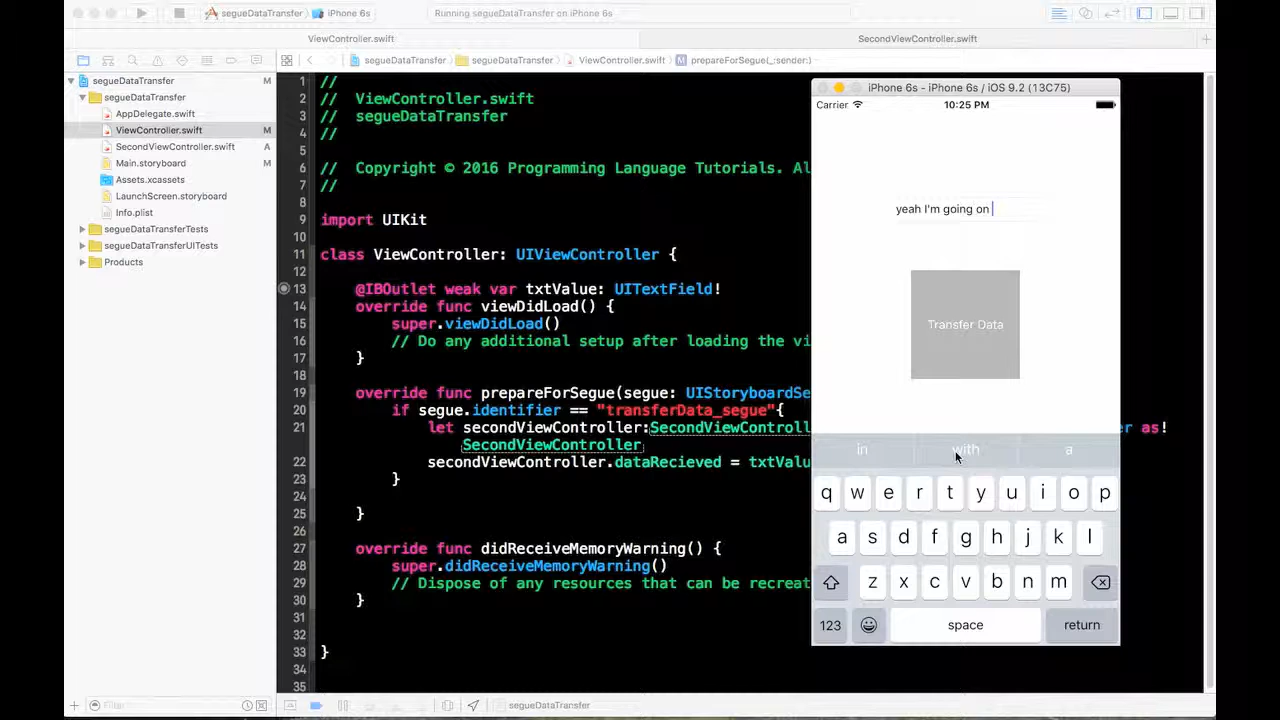 segueDataTransfer
iPhone 6s
Running segueDataTransfer on iPhone 6s
ViewController.swift
SecondViewController.swift
segueDataTransfer
segueDataTransfer
ViewController.swift
M
prepareForSegue(_:sender:)
segueDataTransfer
M
segueDataTransfer
AppDelegate.swift
ViewController.swift
M
SecondViewController.swift
A
Main.storyboard
M
Assets.xcassets
LaunchScreen.storyboard
Info.plist
segueDataTransferTests
segueDataTransferUITests
Products
Filter
1 //
2 // ViewController.swift
3 // segueDataTransfer
4 //
5
6 // Copyright © 2016 Programming Language Tutorials. Al
7 //
8
9 import UIKit
10
11 class ViewController: UIViewController {
12
13 @IBOutlet weak var txtValue: UITextField!
14 override func viewDidLoad() {
15 super.viewDidLoad()
16 // Do any additional setup after loading the vi
17 }
18
19 override func prepareForSegue(segue: UIStoryboardSe
20 if segue.identifier == "transferData_segue"{
21 let secondViewController:SecondViewControll
er as!
SecondViewController
22 secondViewController.dataRecieved = txtValu
23 }
24
25 }
26
27 override func didReceiveMemoryWarning() {
28 super.didReceiveMemoryWarning()
29 // Dispose of any resources that can be recreat
30 }
31
32
33 }
34
35
segueDataTransfer
iPhone 6s - iPhone 6s / iOS 9.2 (13C75)
Carrier
10:25 PM
yeah I'm going on
Transfer Data
in with a
q w e r t y u i o p
a s d f g h j k l
z x c v b n m
123 space return